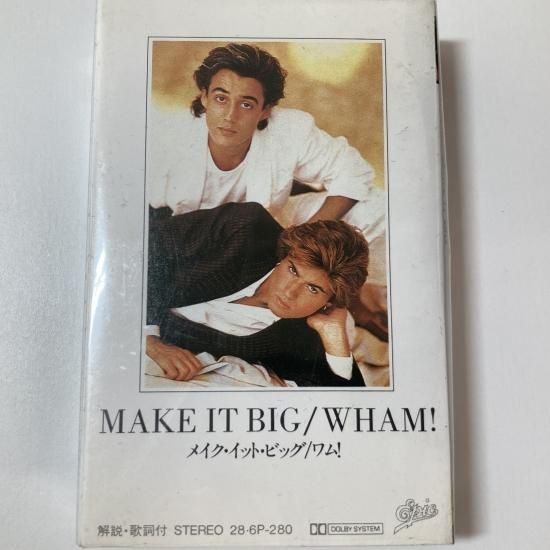 MAKE IT BIG/WHAM!
メイク・イット・ビッグ/ワム!
解説・歌詞付 STEREO 28・6P-280 DOLBY SYSTEM
Epic